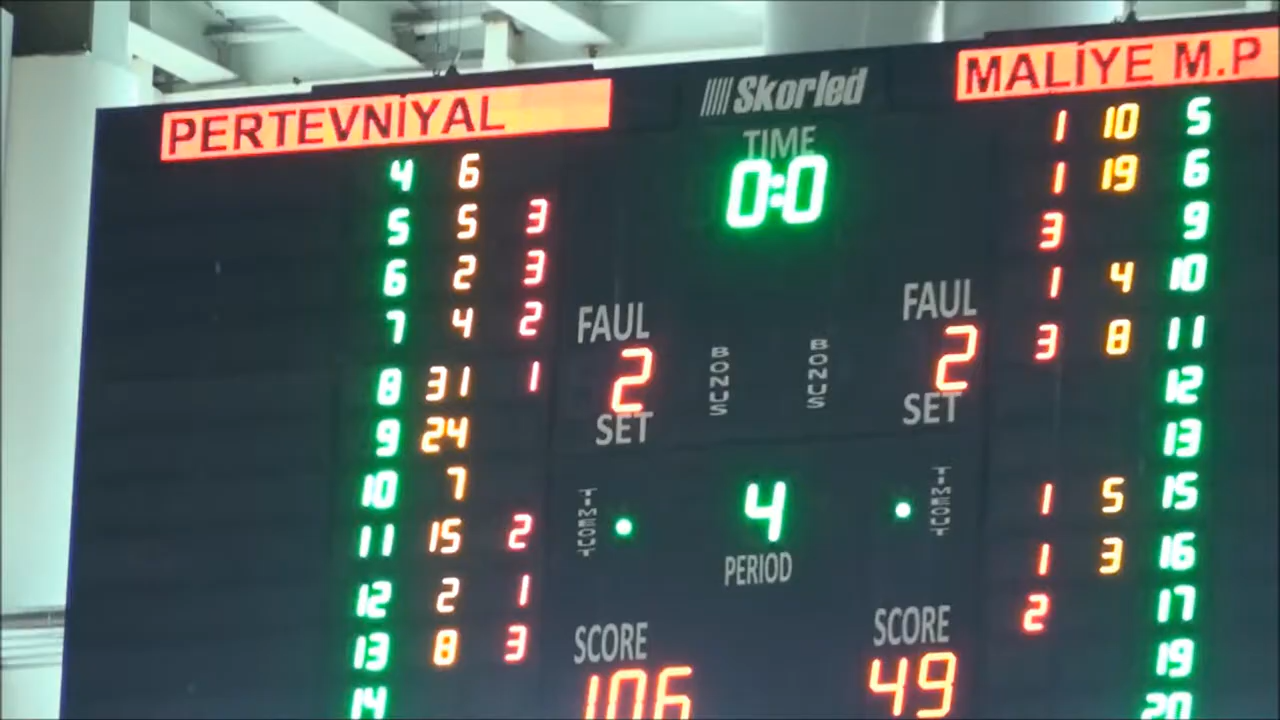 PERTEVNİYAL
Skorled
MALİYE M.P
TIME
0:0
4 6
5 5 3
6 2 3
7 4 2
8 31 1
9 24
10 7
11 15 2
12 2 1
13 8 3
14
FAUL
2
SET
BONUS
BONUS
FAUL
2
SET
TIMEOUT
4
PERIOD
TIMEOUT
SCORE
106
SCORE
49
1 10 5
1 19 6
3 9
1 4 10
3 8 11
12
13
1 5 15
1 3 16
2 17
19
20